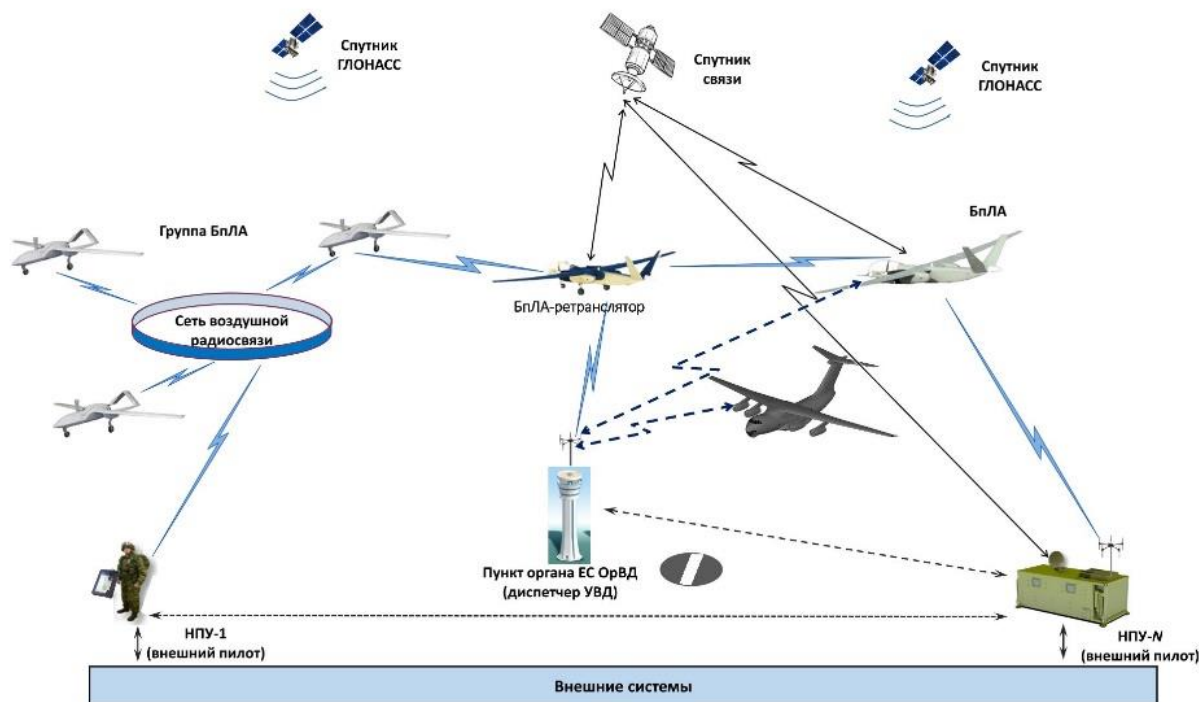 Спутник
ГЛОНАСС
Спутник
связи
Спутник
ГЛОНАСС
Группа БпЛА
БпЛА
БпЛА-ретранслятор
Сеть воздушной
радиосвязи
Пункт органа ЕС ОрВД
(диспетчер УВД)
НПУ-1
(внешний пилот)
НПУ-N
(внешний пилот)
Внешние системы